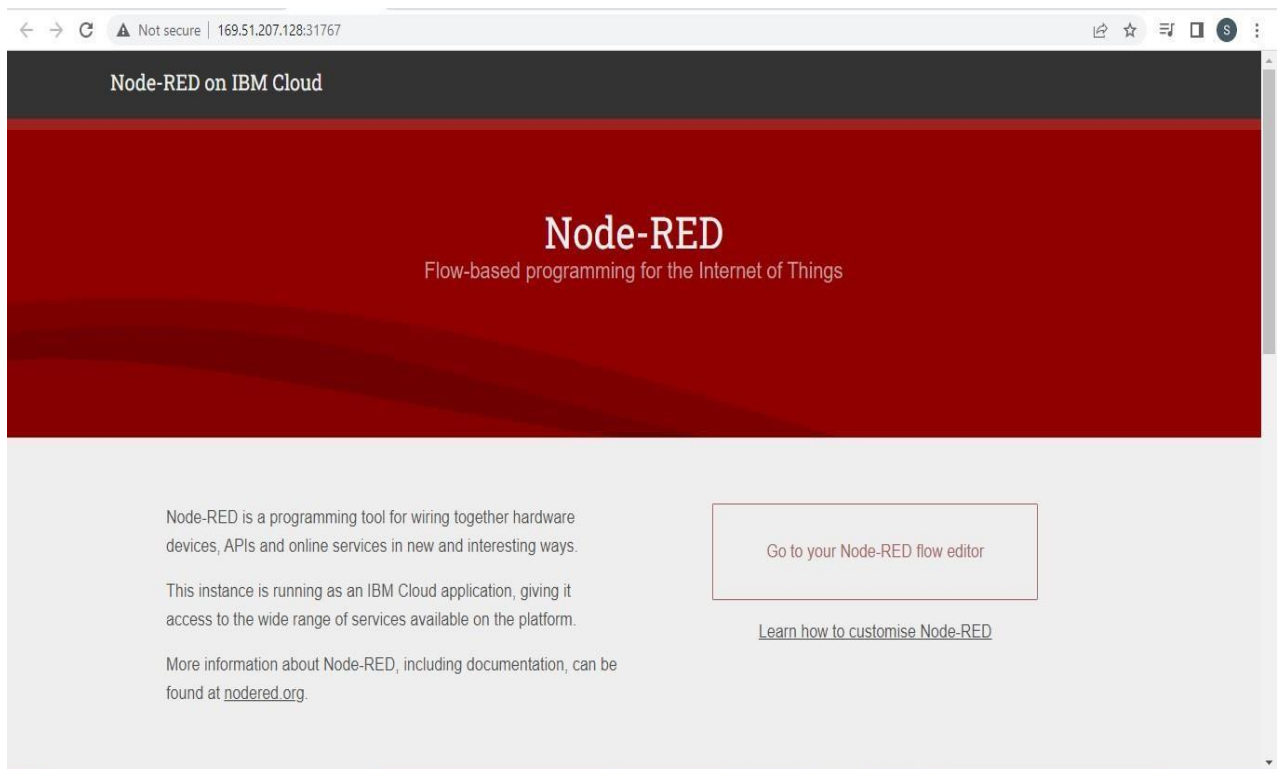 Not secure | 169.51.207.128:31767
S
Node-RED on IBM Cloud
Node-RED
Flow-based programming for the Internet of Things
Node-RED is a programming tool for wiring together hardware
devices, APIs and online services in new and interesting ways.
This instance is running as an IBM Cloud application, giving it
access to the wide range of services available on the platform.
More information about Node-RED, including documentation, can be
found at nodered.org.
Go to your Node-RED flow editor
Learn how to customise Node-RED